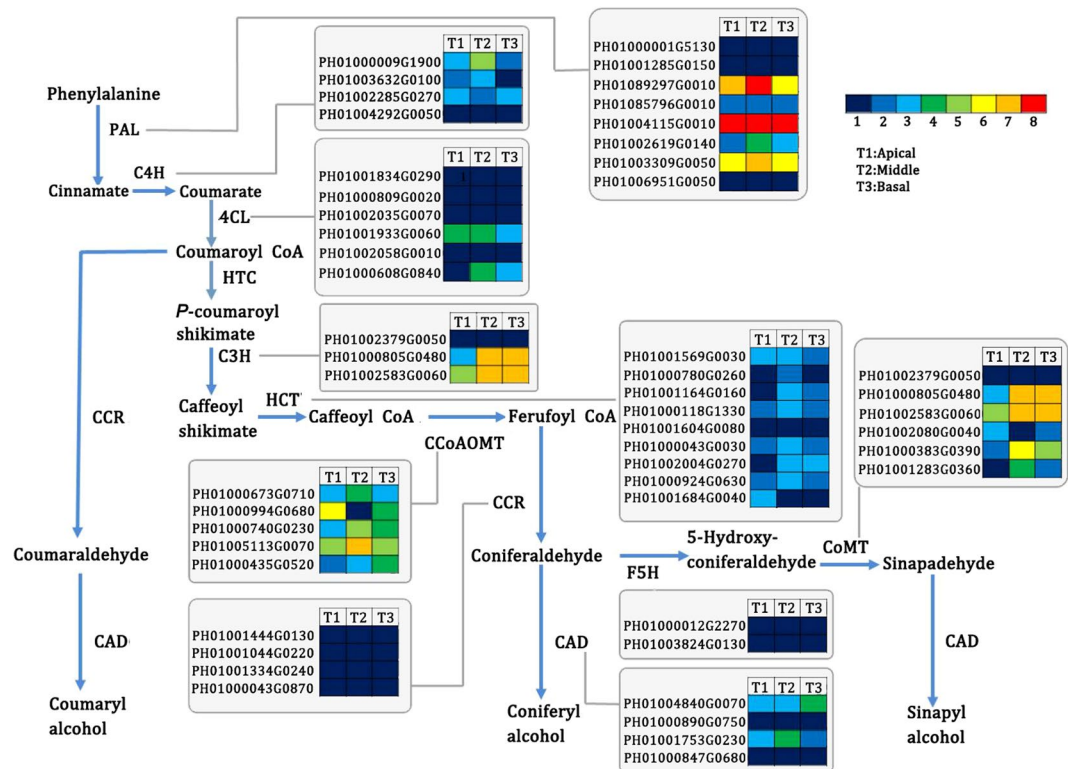 T1 T2 T3
PH01000009G1900
PH01003632G0100
PH01002285G0270
PH01004292G0050
T1 T2 T3
PH01000001G5130
PH01001285G0150
PH01089297G0010
PH01085796G0010
PH01004115G0010
PH01002619G0140
PH01003309G0050
PH01006951G0050
1 2 3 4 5 6 7 8
T1:Apical
T2:Middle
T3:Basal
Phenylalanine
PAL
C4H
Cinnamate
Coumarate
4CL
T1 T2 T3
PH01001834G0290
PH01000809G0020
PH01002035G0070
PH01001933G0060
PH01002058G0010
PH01000608G0840
Coumaroyl CoA
HTC
P-coumaroyl
shikimate
C3H
T1 T2 T3
PH01002379G0050
PH01000805G0480
PH01002583G0060
Caffeoyl
shikimate
HCT
Caffeoyl CoA
Ferufoyl CoA
T1 T2 T3
PH01001569G0030
PH01000780G0260
PH01001164G0160
PH01000118G1330
PH01001604G0080
PH01000043G0030
PH01002004G0270
PH01000924G0630
PH01001684G0040
T1 T2 T3
PH01002379G0050
PH01000805G0480
PH01002583G0060
PH01002080G0040
PH01000383G0390
PH01001283G0360
CCR
CCoAOMT
T1 T2 T3
PH01000673G0710
PH01000994G0680
PH01000740G0230
PH01005113G0070
PH01000435G0520
CCR
Coumaraldehyde
Coniferaldehyde
F5H
5-Hydroxy-
coniferaldehyde
CoMT
Sinapadehyde
T1 T2 T3
PH01001444G0130
PH01001044G0220
PH01001334G0240
PH01000043G0870
T1 T2 T3
PH01000012G2270
PH01003824G0130
CAD
CAD
CAD
T1 T2 T3
PH01004840G0070
PH01000890G0750
PH01001753G0230
PH01000847G0680
Coumaryl
alcohol
Coniferyl
alcohol
Sinapyl
alcohol